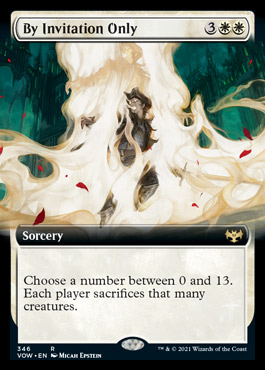 By Invitation Only 3
Sorcery
Choose a number between 0 and 13.
Each player sacrifices that many
creatures.
346 R
VOW • EN Micah Epstein
™ & © 2021 Wizards of the Coast